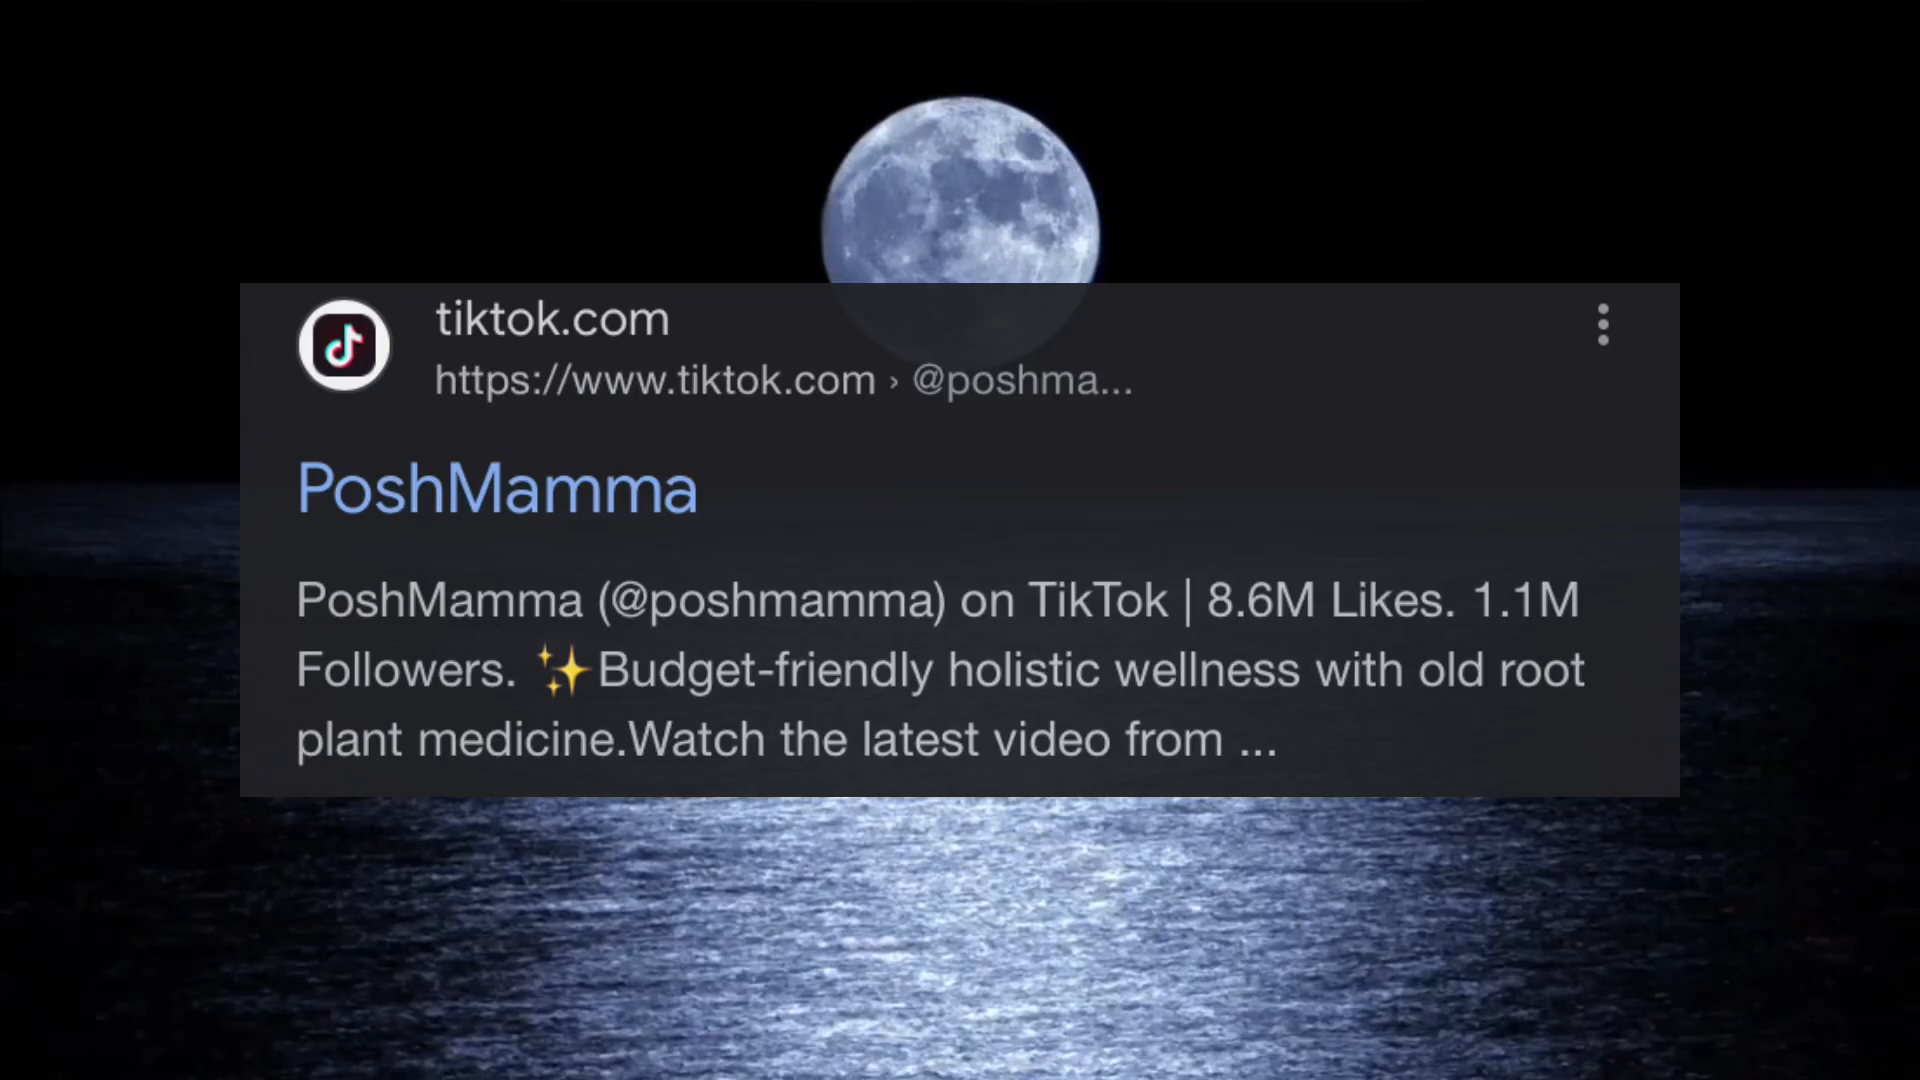 tiktok.com
https://www.tiktok.com › @poshma...
PoshMamma
PoshMamma (@poshmamma) on TikTok | 8.6M Likes. 1.1M
Followers. ✨Budget-friendly holistic wellness with old root
plant medicine.Watch the latest video from ...